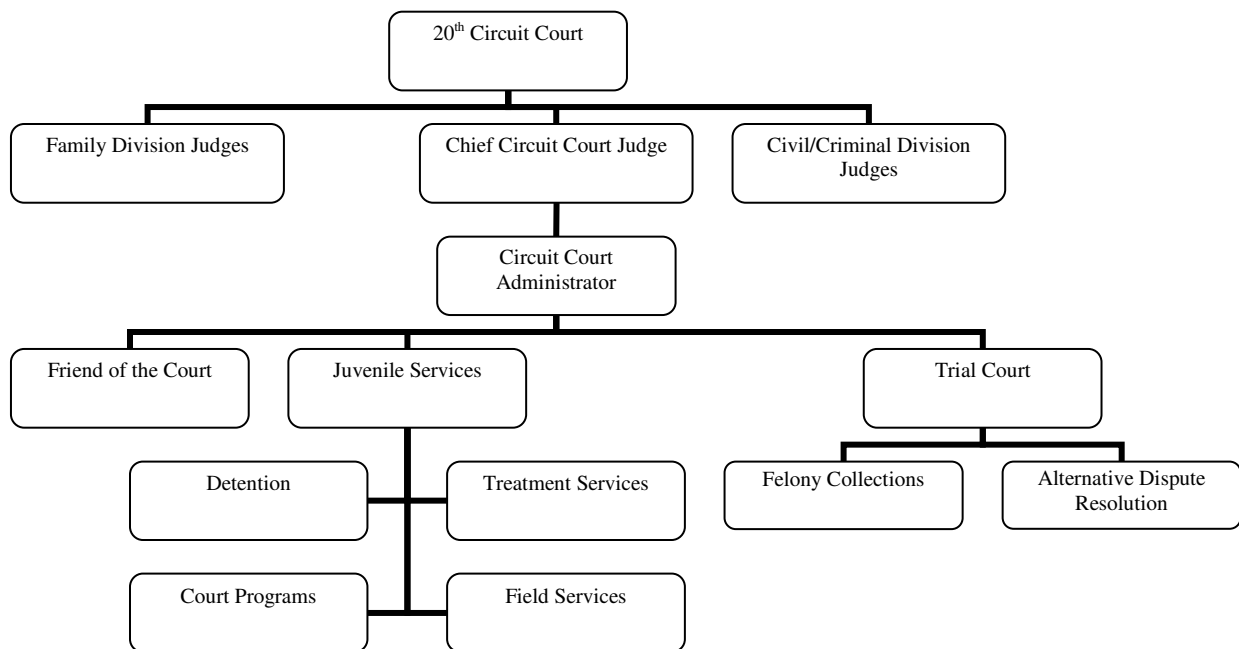 20th Circuit Court
Family Division Judges
Chief Circuit Court Judge
Civil/Criminal Division
Judges
Circuit Court
Administrator
Friend of the Court
Juvenile Services
Trial Court
Detention
Treatment Services
Felony Collections
Alternative Dispute
Resolution
Court Programs
Field Services